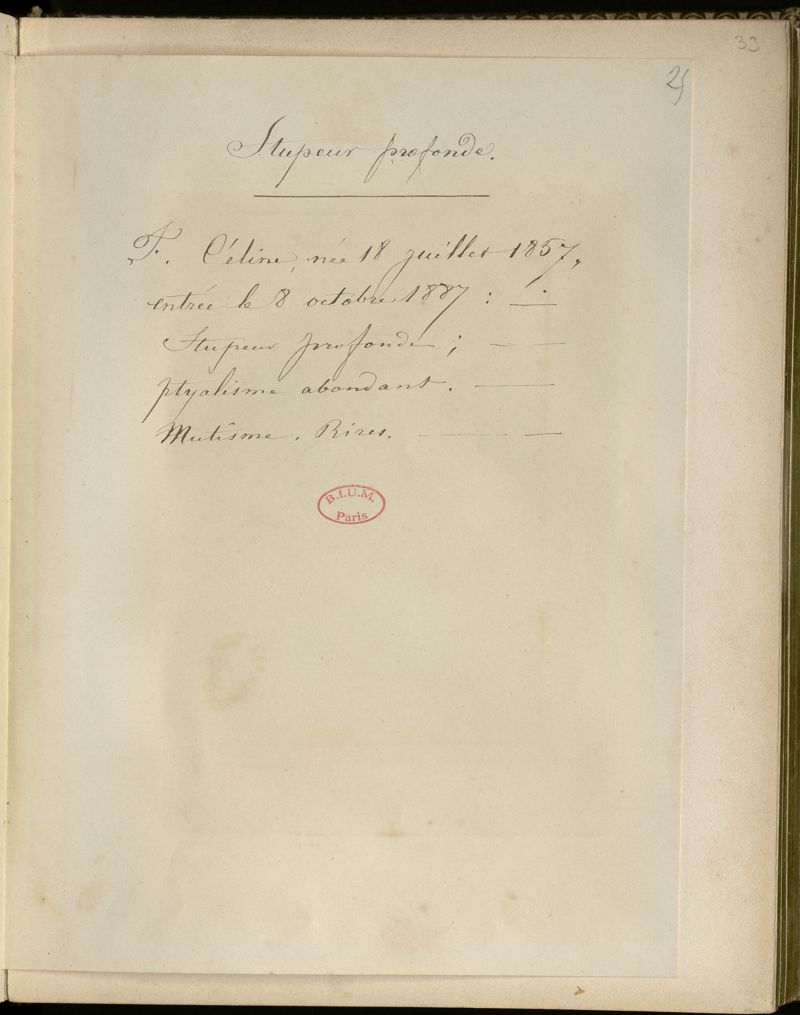 33
25
Stupeur profonde.
F. Céline, née 18 juillet 1857,
entrée le 8 octobre 1887 : —
Stupeur profonde ; — —
ptyalisme abondant. —
Mutisme. Rires. — —
B.I.U.M.
Paris